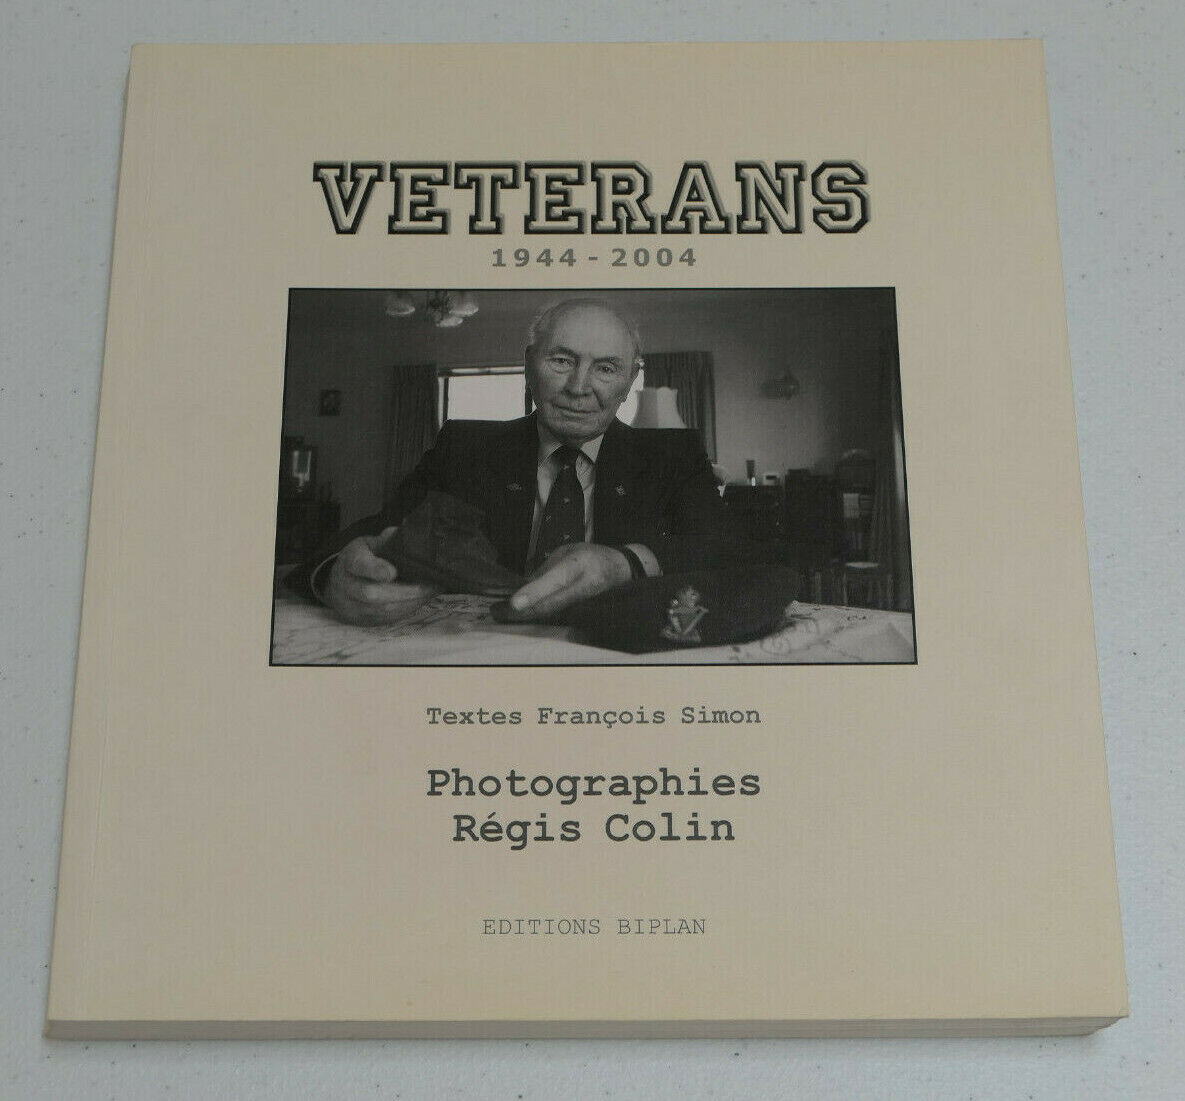 VETERANS
1944 - 2004
Textes François Simon
Photographies
Régis Colin
EDITIONS BIPLAN